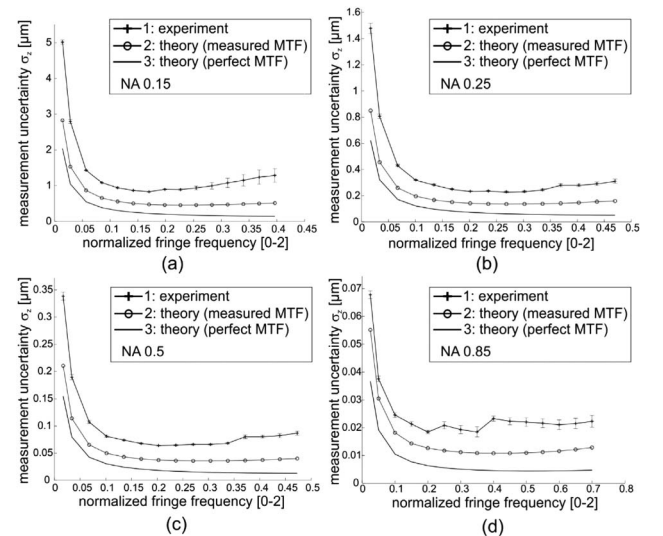 measurement uncertainty σz [µm]
5
4
3
2
1
0
1: experiment
2: theory (measured MTF)
3: theory (perfect MTF)
NA 0.15
0 0.05 0.1 0.15 0.2 0.25 0.3 0.35 0.4 0.45
normalized fringe frequency [0-2]
(a)
measurement uncertainty σz [µm]
1.6
1.4
1.2
1
0.8
0.6
0.4
0.2
0
1: experiment
2: theory (measured MTF)
3: theory (perfect MTF)
NA 0.25
0 0.05 0.1 0.15 0.2 0.25 0.3 0.35 0.4 0.45 0.5
normalized fringe frequency [0-2]
(b)
measurement uncertainty σz [µm]
0.35
0.30
0.25
0.20
0.15
0.10
0.05
0
1: experiment
2: theory (measured MTF)
3: theory (perfect MTF)
NA 0.5
0 0.05 0.1 0.15 0.2 0.25 0.3 0.35 0.4 0.45 0.5
normalized fringe frequency [0-2]
(c)
measurement uncertainty σz [µm]
0.07
0.06
0.05
0.04
0.03
0.02
0.01
0
1: experiment
2: theory (measured MTF)
3: theory (perfect MTF)
NA 0.85
0 0.1 0.2 0.3 0.4 0.5 0.6 0.7 0.8
normalized fringe frequency [0-2]
(d)